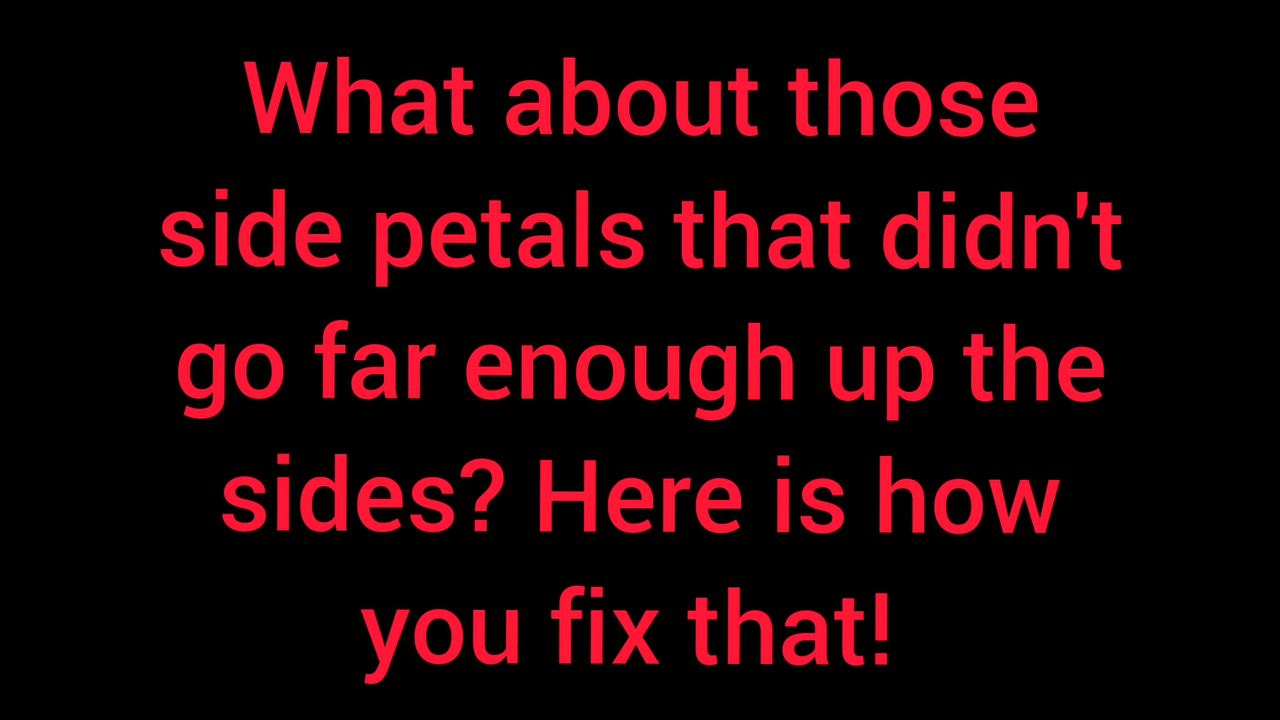 What about those
side petals that didn't
go far enough up the
sides? Here is how
you fix that!